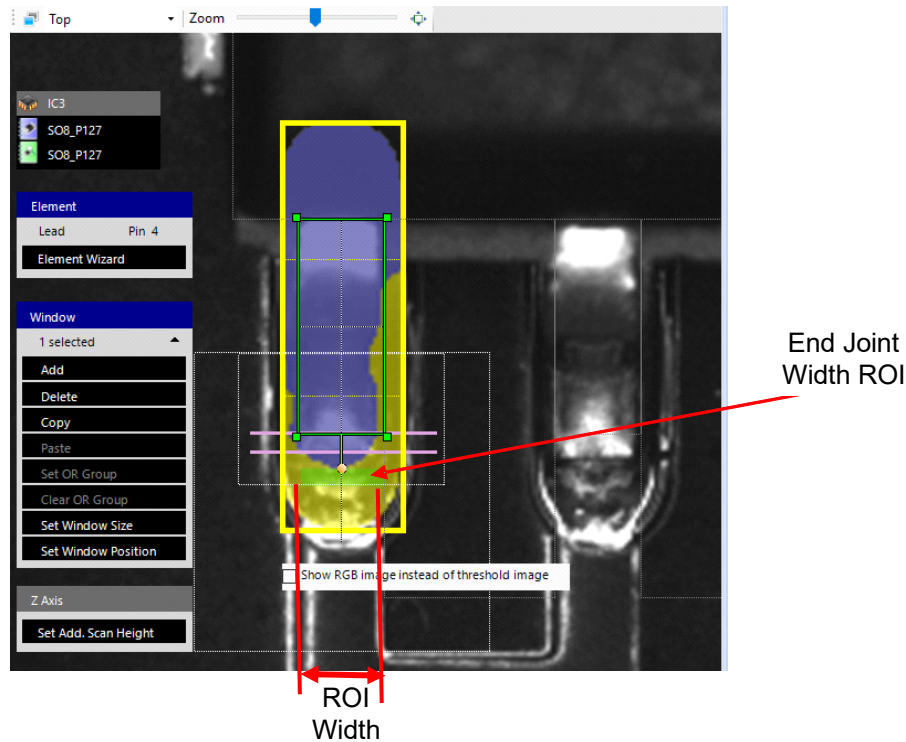 Top
Zoom
IC3
SO8_P127
SO8_P127
Element
Lead Pin 4
Element Wizard
Window
1 selected
Add
Delete
Copy
Paste
Set OR Group
Clear OR Group
Set Window Size
Set Window Position
Z Axis
Set Add. Scan Height
Show RGB image instead of threshold image
End Joint
Width ROI
ROI
Width